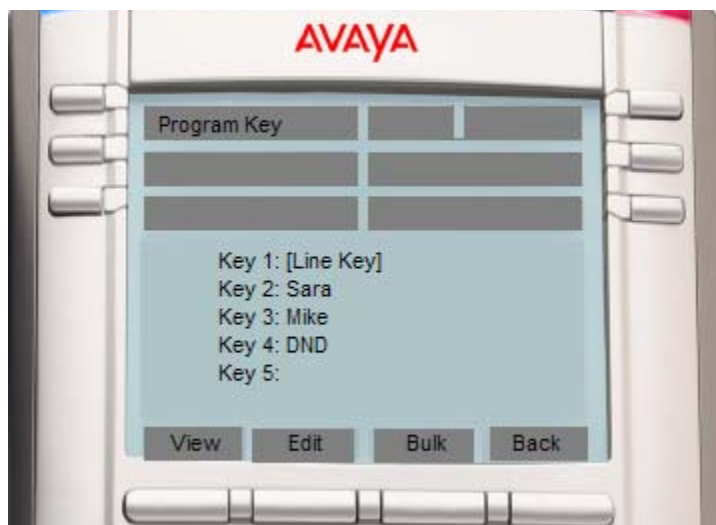 AVAYA
Program Key
Key 1: [Line Key]
Key 2: Sara
Key 3: Mike
Key 4: DND
Key 5:
View Edit Bulk Back